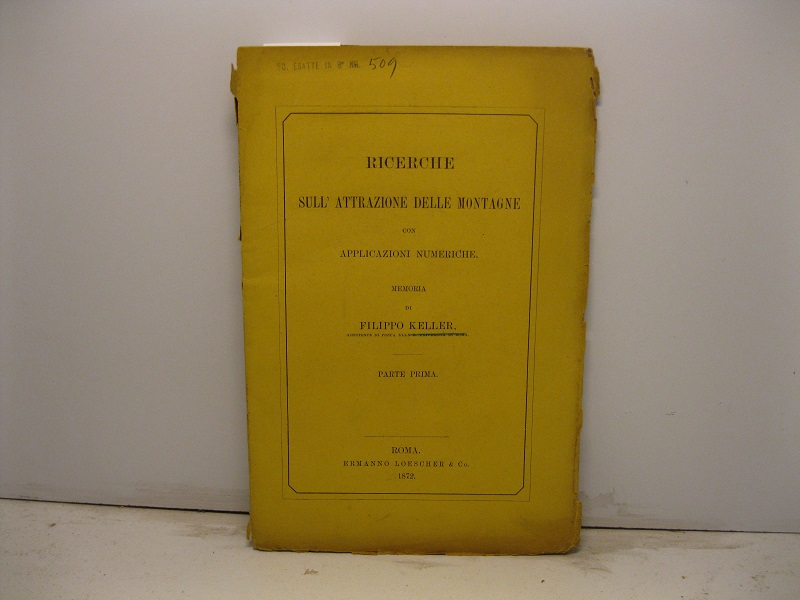 509
RICERCHE
SULL' ATTRAZIONE DELLE MONTAGNE
CON
APPLICAZIONI NUMERICHE.
MEMORIA
DI
FILIPPO KELLER,
PARTE PRIMA.
ROMA.
ERMANNO LOESCHER & Co.
1872.